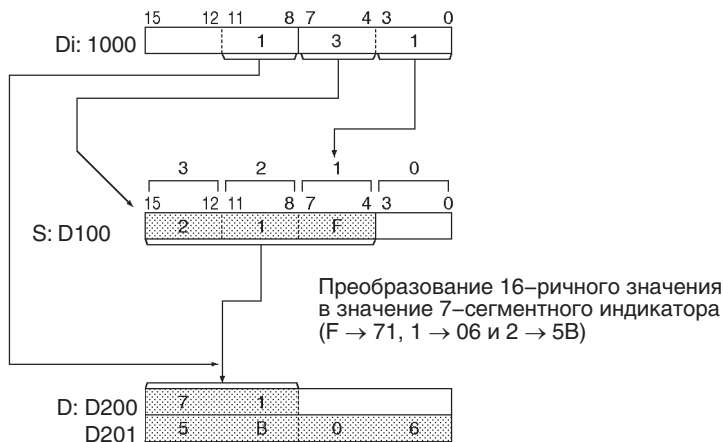 15 12 11 8 7 4 3 0
Di: 1000 1 3 1
3 2 1 0
15 12 11 8 7 4 3 0
S: D100 2 1 F
Преобразование 16–ричного значения
в значение 7–сегментного индикатора
(F → 71, 1 → 06 и 2 → 5B)
D: D200 7 1
D201 5 B 0 6